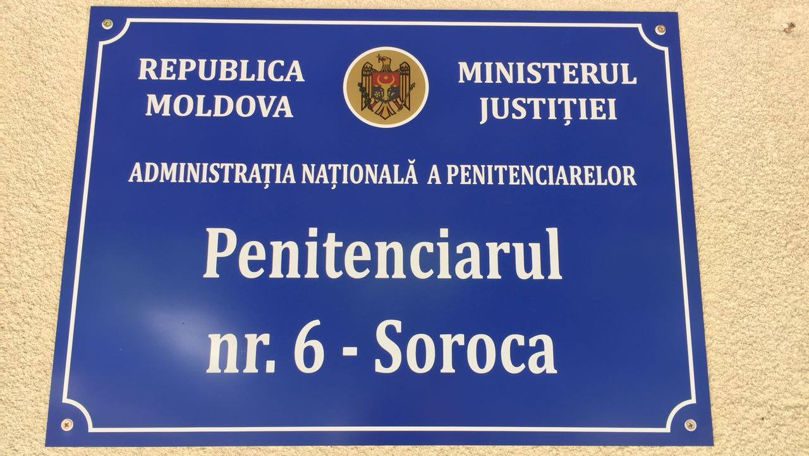 REPUBLICA
MOLDOVA
MINISTERUL
JUSTIȚIEI
ADMINISTRAȚIA NAȚIONALĂ A PENITENCIARELOR
Penitenciarul
nr. 6 - Soroca